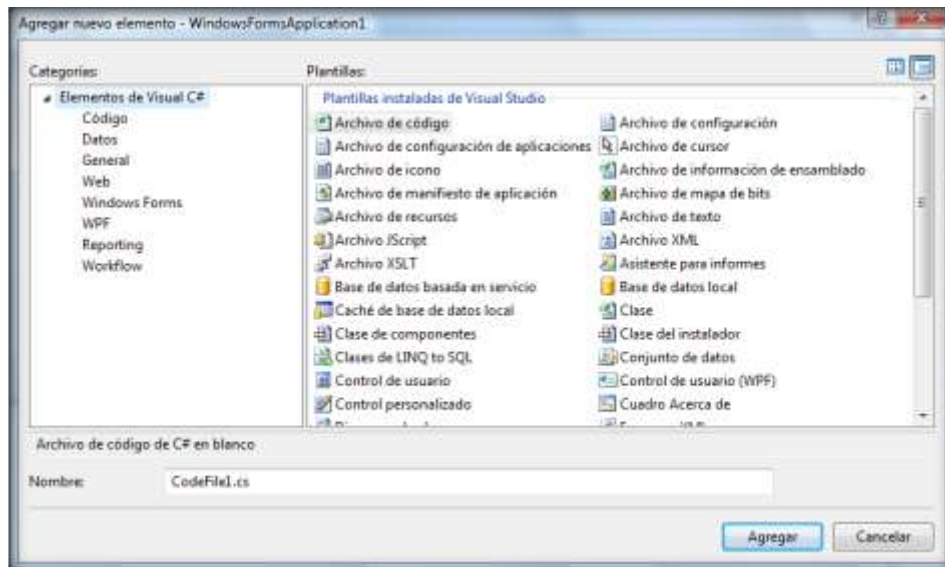 Agregar nuevo elemento - WindowsFormsApplication1
Categorías:
Plantillas:
Elementos de Visual C#
Código
Datos
General
Web
Windows Forms
WPF
Reporting
Workflow
Plantillas instaladas de Visual Studio
Archivo de código
Archivo de configuración
Archivo de configuración de aplicaciones
Archivo de cursor
Archivo de icono
Archivo de información de ensamblado
Archivo de manifiesto de aplicación
Archivo de mapa de bits
Archivo de recursos
Archivo de texto
Archivo JScript
Archivo XML
Archivo XSLT
Asistente para informes
Base de datos basada en servicio
Base de datos local
Caché de base de datos local
Clase
Clase de componentes
Clase del instalador
Clases de LINQ to SQL
Conjunto de datos
Control de usuario
Control de usuario (WPF)
Control personalizado
Cuadro Acerca de
Archivo de código de C# en blanco
Nombre:
CodeFile1.cs
Agregar
Cancelar